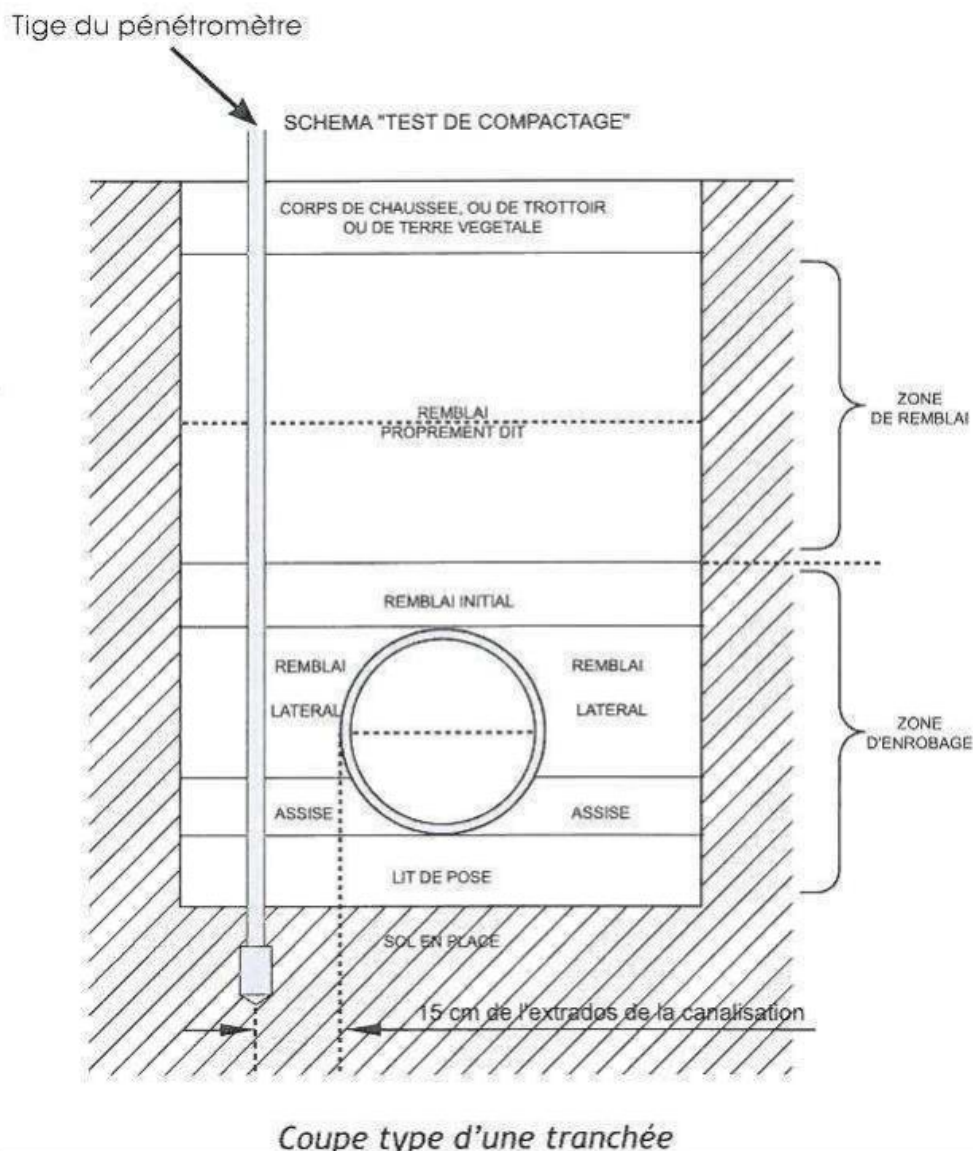 Tige du pénétromètre
SCHEMA "TEST DE COMPACTAGE"
CORPS DE CHAUSSEE, OU DE TROTTOIR
OU DE TERRE VEGETALE
REMBLAI
PROPREMENT DIT
ZONE
DE REMBLAI
REMBLAI INITIAL
REMBLAI
LATERAL
REMBLAI
LATERAL
ZONE
D'ENROBAGE
ASSISE
ASSISE
LIT DE POSE
SOL EN PLACE
15 cm de l'extrados de la canalisation
Coupe type d'une tranchée